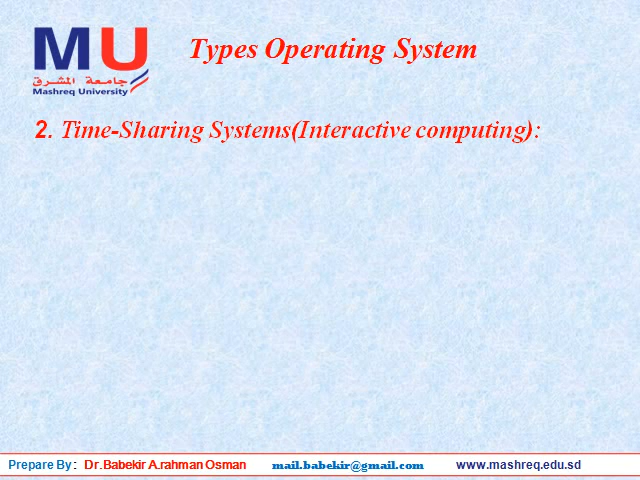 MU
جامعة المشرق
Mashreq University
Types Operating System
2. Time-Sharing Systems(Interactive computing):
Prepare By : Dr.Babekir A.rahman Osman mail.babekir@gmail.com www.mashreq.edu.sd